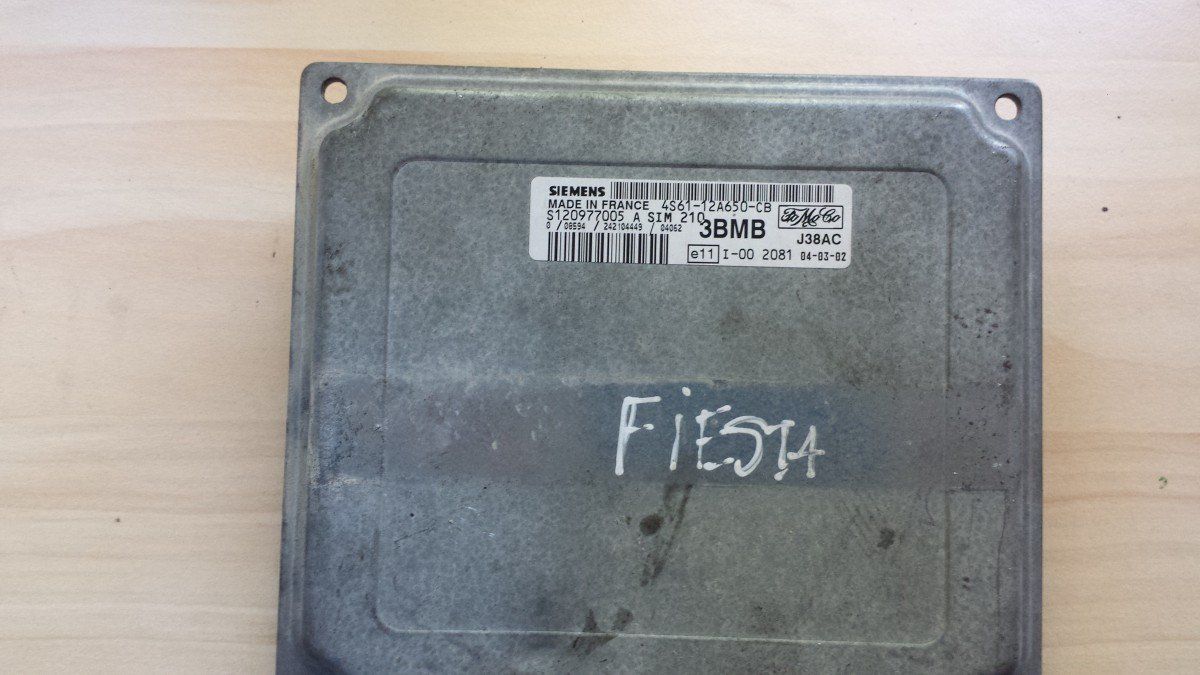 SIEMENS
MADE IN FRANCE 4S61-12A650-CB
S120977005 A SIM 210 FoMoCo
0 / 08594 / 242104449 / 04062 3BMB J38AC
e11 I-00 2081 04-03-02
FiESTA